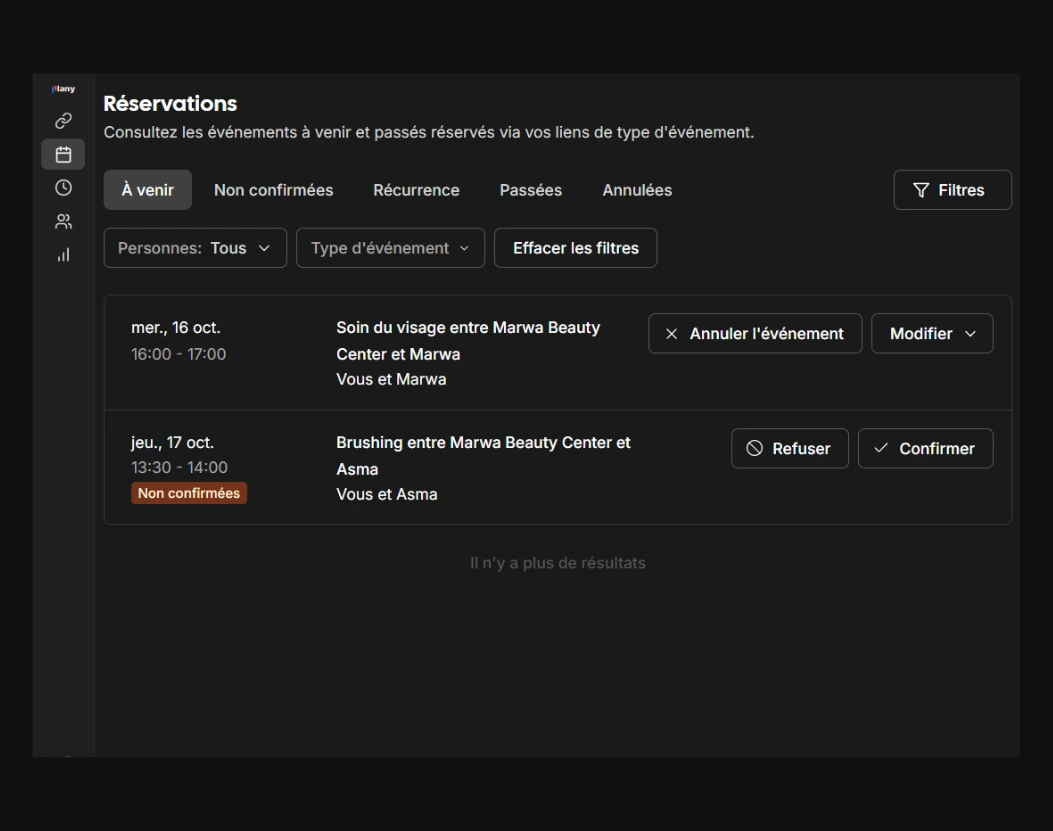 plany
Réservations
Consultez les événements à venir et passés réservés via vos liens de type d'événement.
À venir
Non confirmées
Récurrence
Passées
Annulées
Filtres
Personnes: Tous
Type d'événement
Effacer les filtres
mer., 16 oct.
16:00 - 17:00
Soin du visage entre Marwa Beauty
Center et Marwa
Vous et Marwa
Annuler l'événement
Modifier
jeu., 17 oct.
13:30 - 14:00
Non confirmées
Brushing entre Marwa Beauty Center et
Asma
Vous et Asma
Refuser
Confirmer
Il n'y a plus de résultats